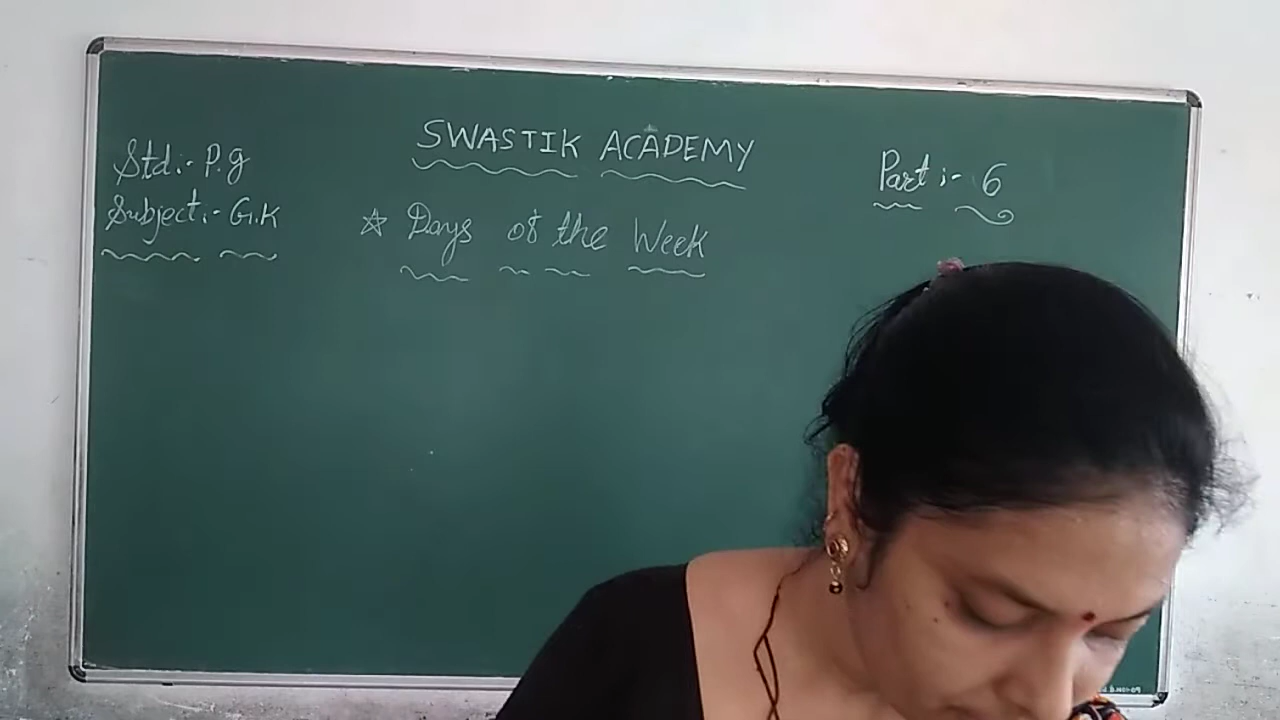 SWASTIK ACADEMY
Std:- P.g
Subject:- G.K
Part:- 6
☆ Days of the Week